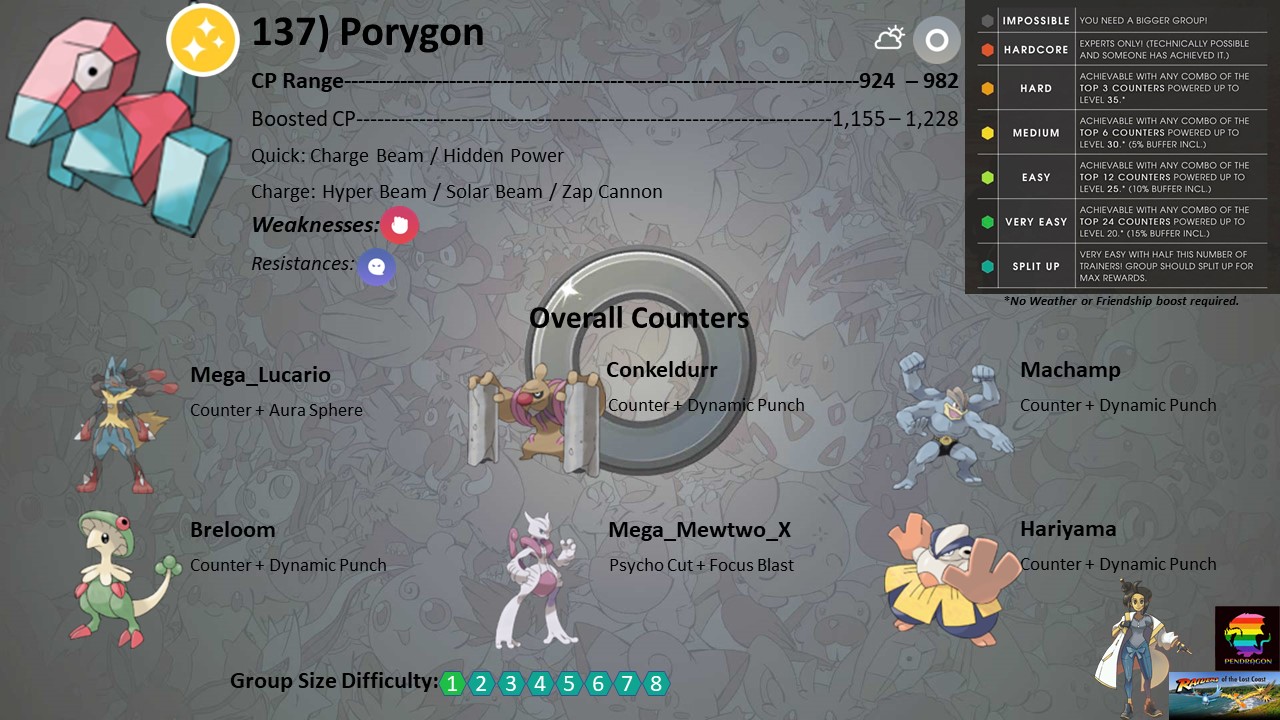 137) Porygon
CP Range--------------------------------------------------------------------------924 – 982
Boosted CP--------------------------------------------------------------------1,155 – 1,228
Quick: Charge Beam / Hidden Power
Charge: Hyper Beam / Solar Beam / Zap Cannon
Weaknesses:
Resistances:
IMPOSSIBLE YOU NEED A BIGGER GROUP!
HARDCORE EXPERTS ONLY! (TECHNICALLY POSSIBLE
AND SOMEONE HAS ACHIEVED IT.)
HARD ACHIEVABLE WITH ANY COMBO OF THE
TOP 3 COUNTERS POWERED UP TO
LEVEL 35.*
MEDIUM ACHIEVABLE WITH ANY COMBO OF THE
TOP 6 COUNTERS POWERED UP TO
LEVEL 30.* (5% BUFFER INCL.)
EASY ACHIEVABLE WITH ANY COMBO OF THE
TOP 12 COUNTERS POWERED UP TO
LEVEL 25.* (10% BUFFER INCL.)
VERY EASY ACHIEVABLE WITH ANY COMBO OF THE
TOP 24 COUNTERS POWERED UP TO
LEVEL 20.* (15% BUFFER INCL.)
SPLIT UP VERY EASY WITH HALF THIS NUMBER OF
TRAINERS! GROUP SHOULD SPLIT UP FOR
MAX REWARDS.
*No Weather or Friendship boost required.
Overall Counters
Mega_Lucario
Counter + Aura Sphere
Conkeldurr
Counter + Dynamic Punch
Machamp
Counter + Dynamic Punch
Breloom
Counter + Dynamic Punch
Mega_Mewtwo_X
Psycho Cut + Focus Blast
Hariyama
Counter + Dynamic Punch
Group Size Difficulty: 1 2 3 4 5 6 7 8
PENDROGON
RAIDERS of the Lost Coast